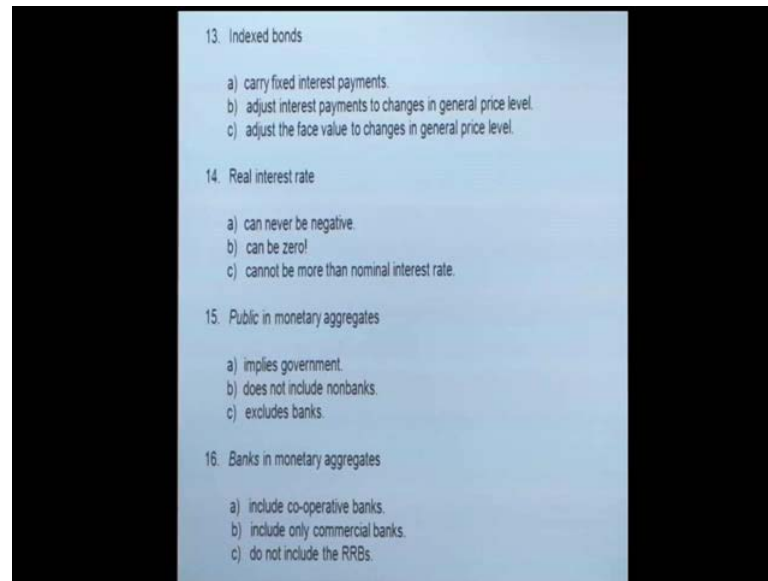 13. Indexed bonds
a) carry fixed interest payments.
b) adjust interest payments to changes in general price level.
c) adjust the face value to changes in general price level.
14. Real interest rate
a) can never be negative.
b) can be zero!
c) cannot be more than nominal interest rate.
15. Public in monetary aggregates
a) implies government.
b) does not include nonbanks.
c) excludes banks.
16. Banks in monetary aggregates
a) include co-operative banks.
b) include only commercial banks.
c) do not include the RRBs.